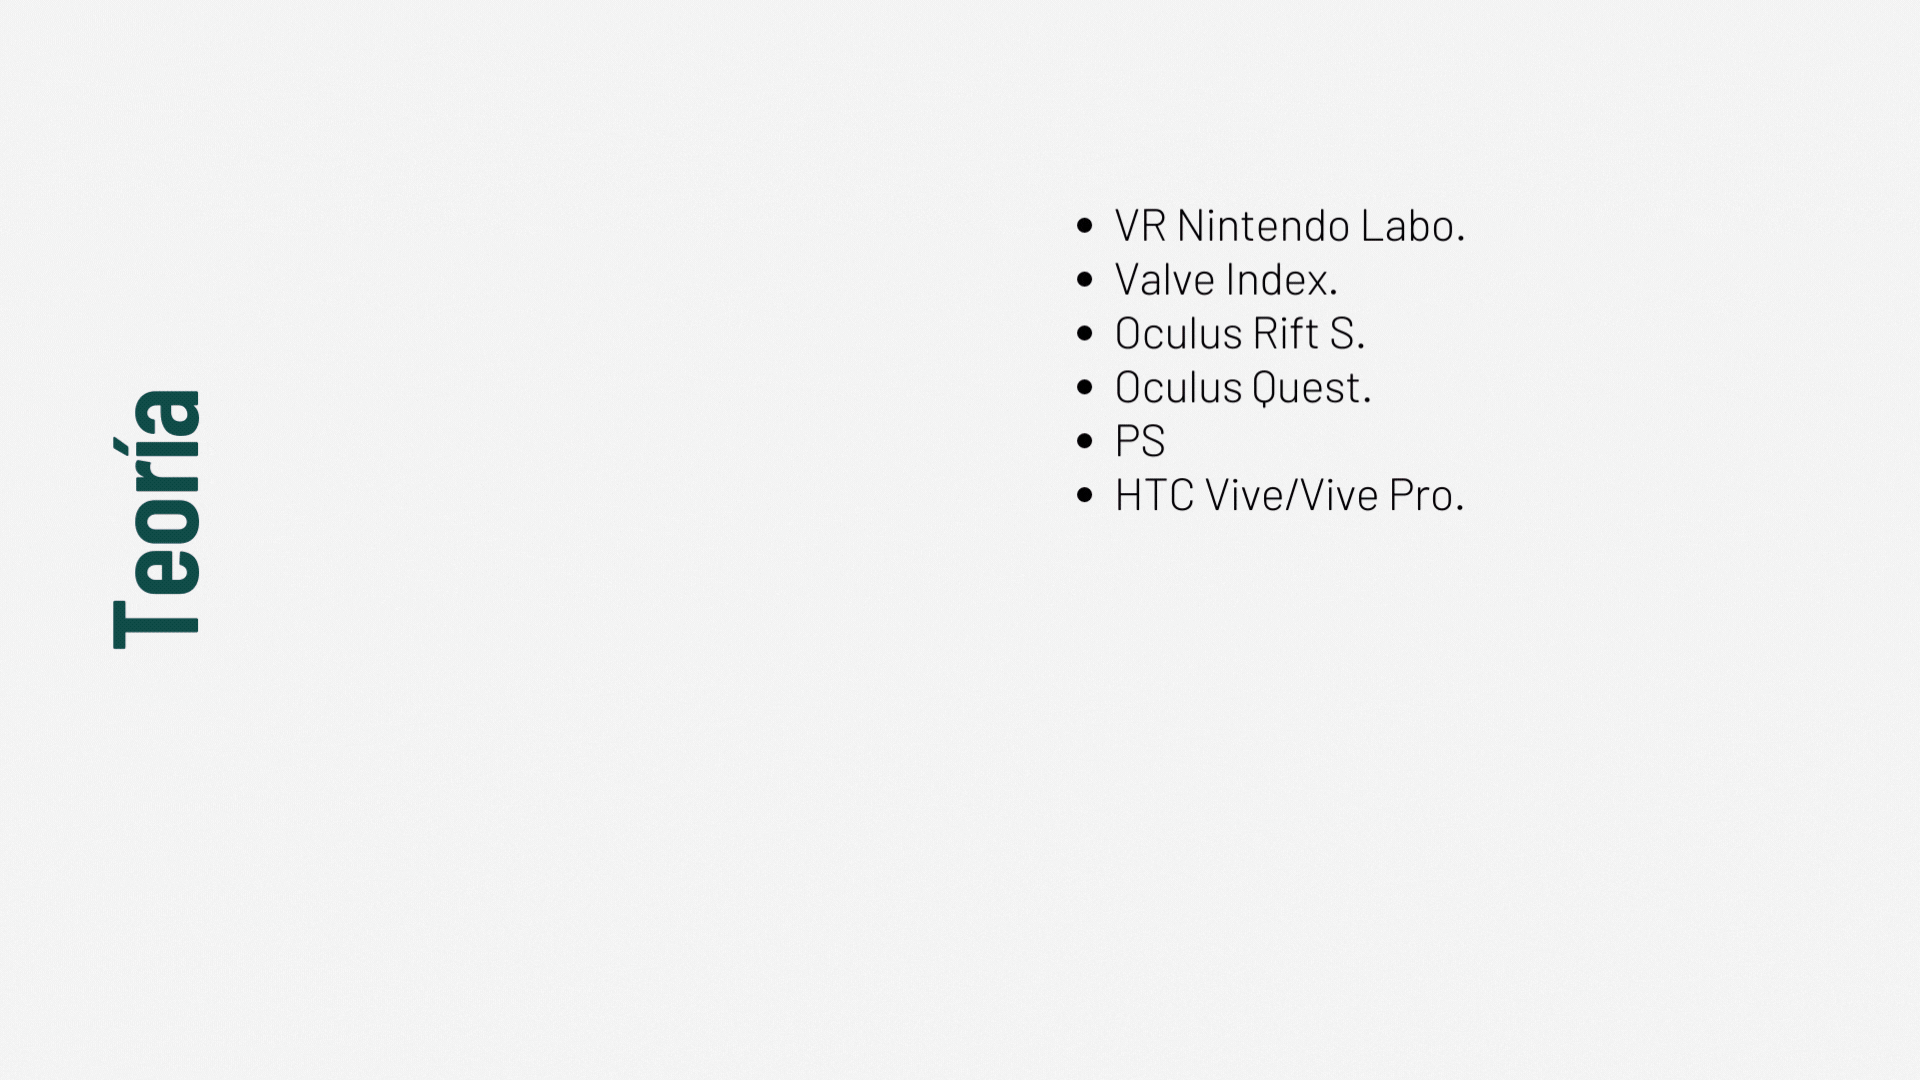 Teoría
VR Nintendo Labo.
Valve Index.
Oculus Rift S.
Oculus Quest.
PS
HTC Vive/Vive Pro.